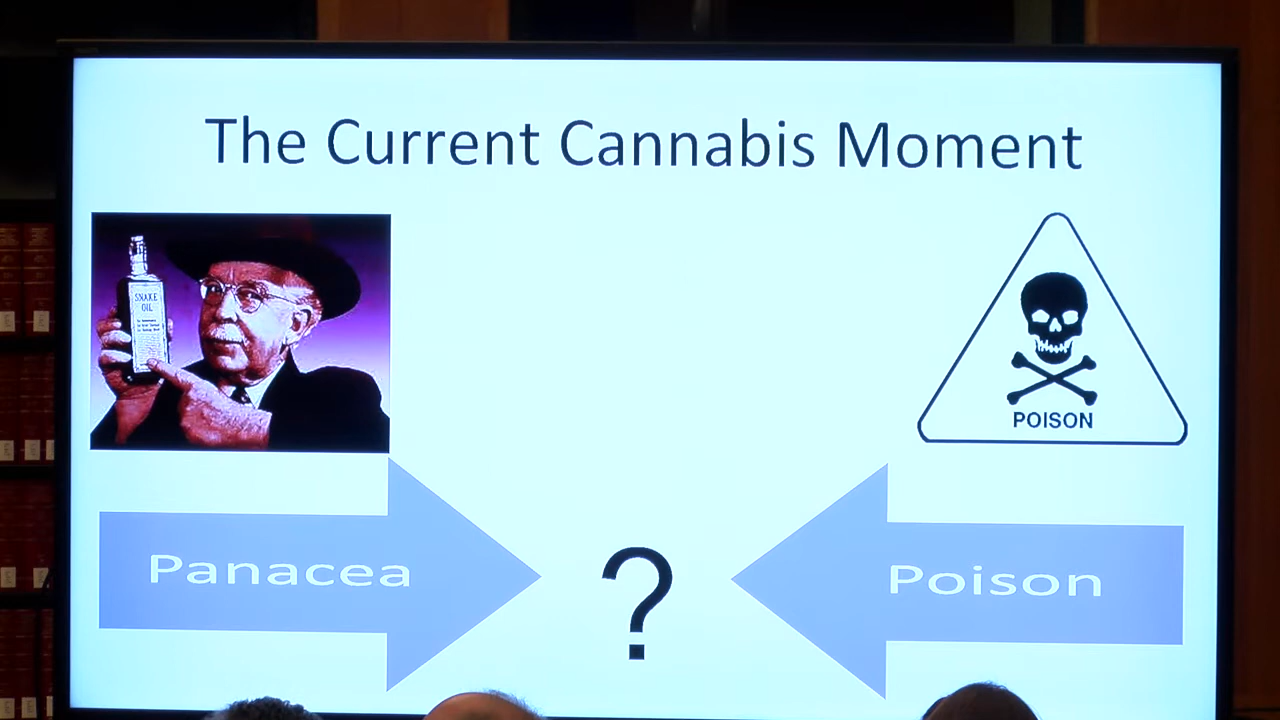 The Current Cannabis Moment
SNAKE
OIL
POISON
Panacea
?
Poison